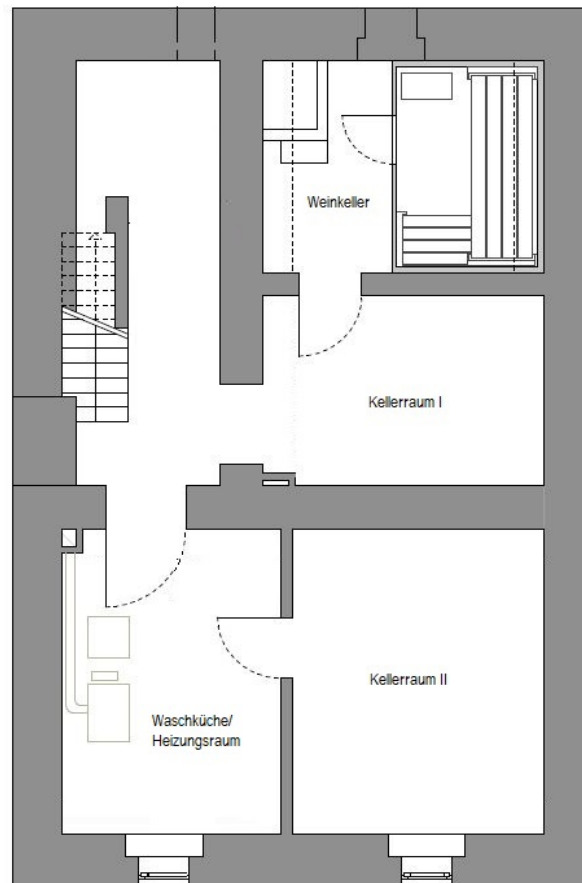 Weinkeller
Kellerraum I
Kellerraum II
Waschküche/
Heizungsraum